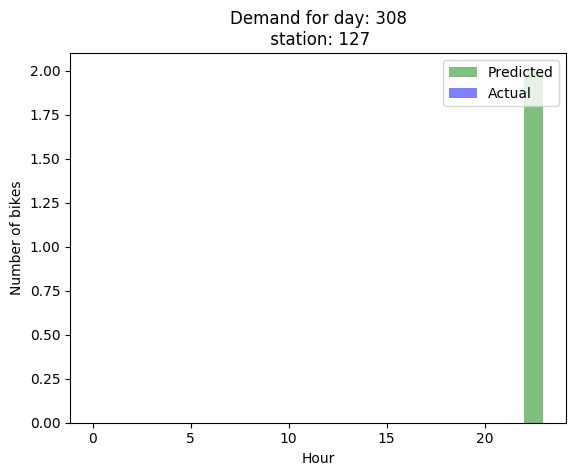 Demand for day: 308
station: 127
Predicted
Actual
2.00
1.75
1.50
1.25
1.00
0.75
0.50
0.25
0.00
Number of bikes
0 5 10 15 20
Hour